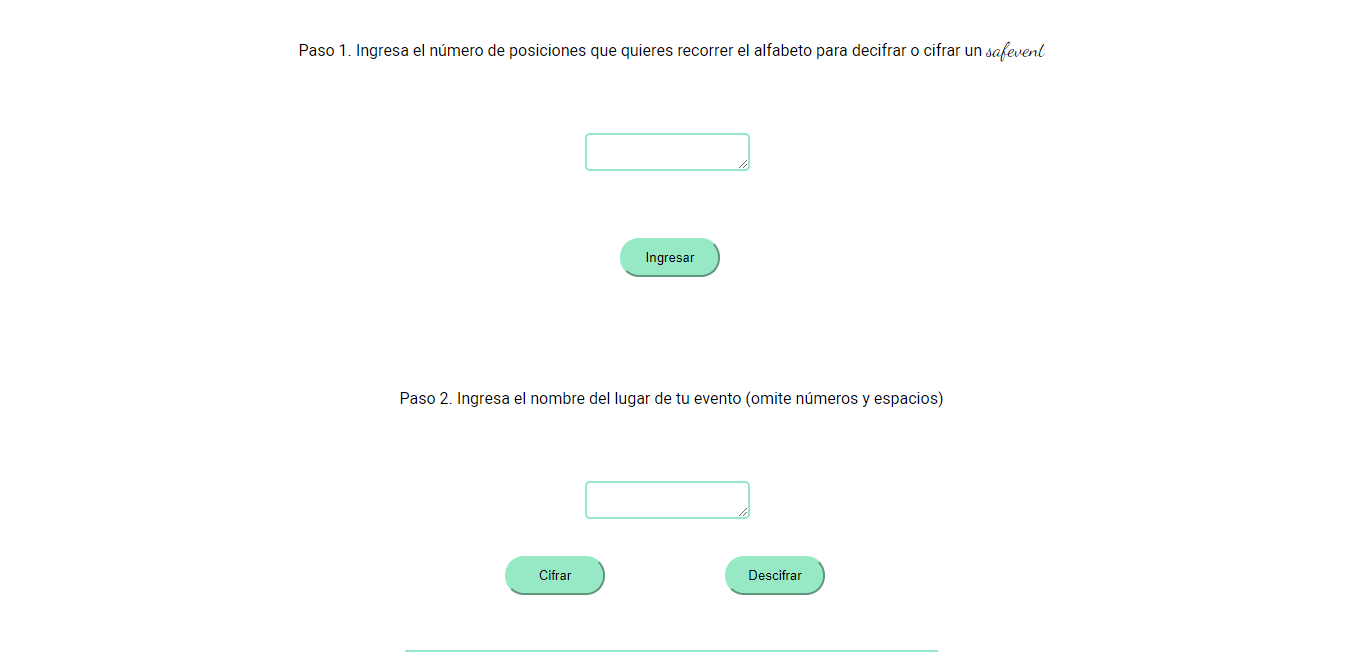 Paso 1. Ingresa el número de posiciones que quieres recorrer el alfabeto para decifrar o cifrar un safevent
Ingresar
Paso 2. Ingresa el nombre del lugar de tu evento (omite números y espacios)
Cifrar Descifrar